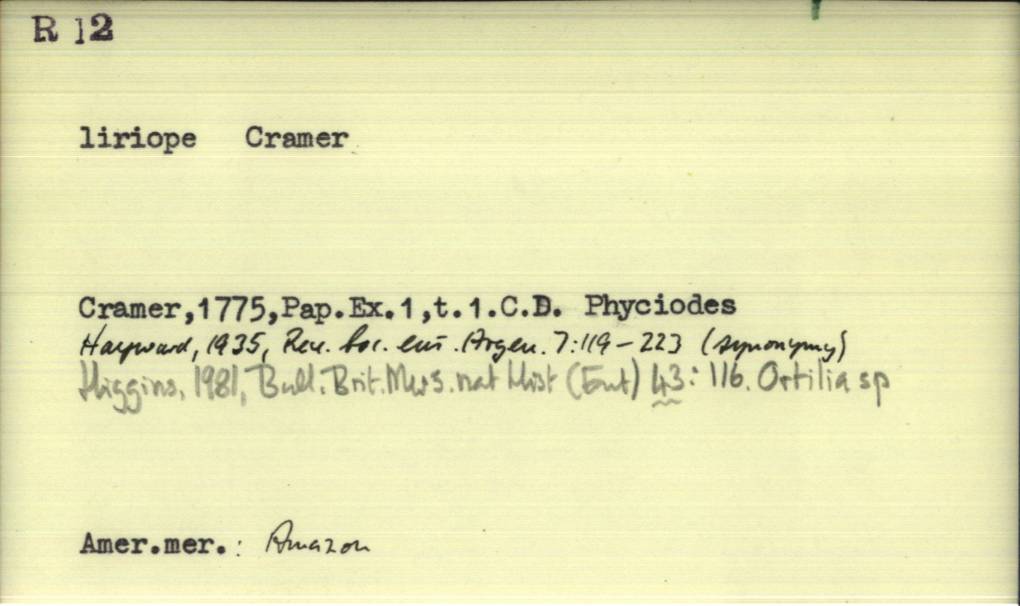 R 12
liriope Cramer
Cramer,1775,Pap.Ex.1,t.1.C.D. Phyciodes
Hayward, 1935, Rev. Soc. ent. Argen. 7:119-223 (synonymy)
Higgins, 1981, Bull. Brit. Mus. nat Hist (Ent) 43: 116. Ortilia sp
Amer.mer.: Amazon